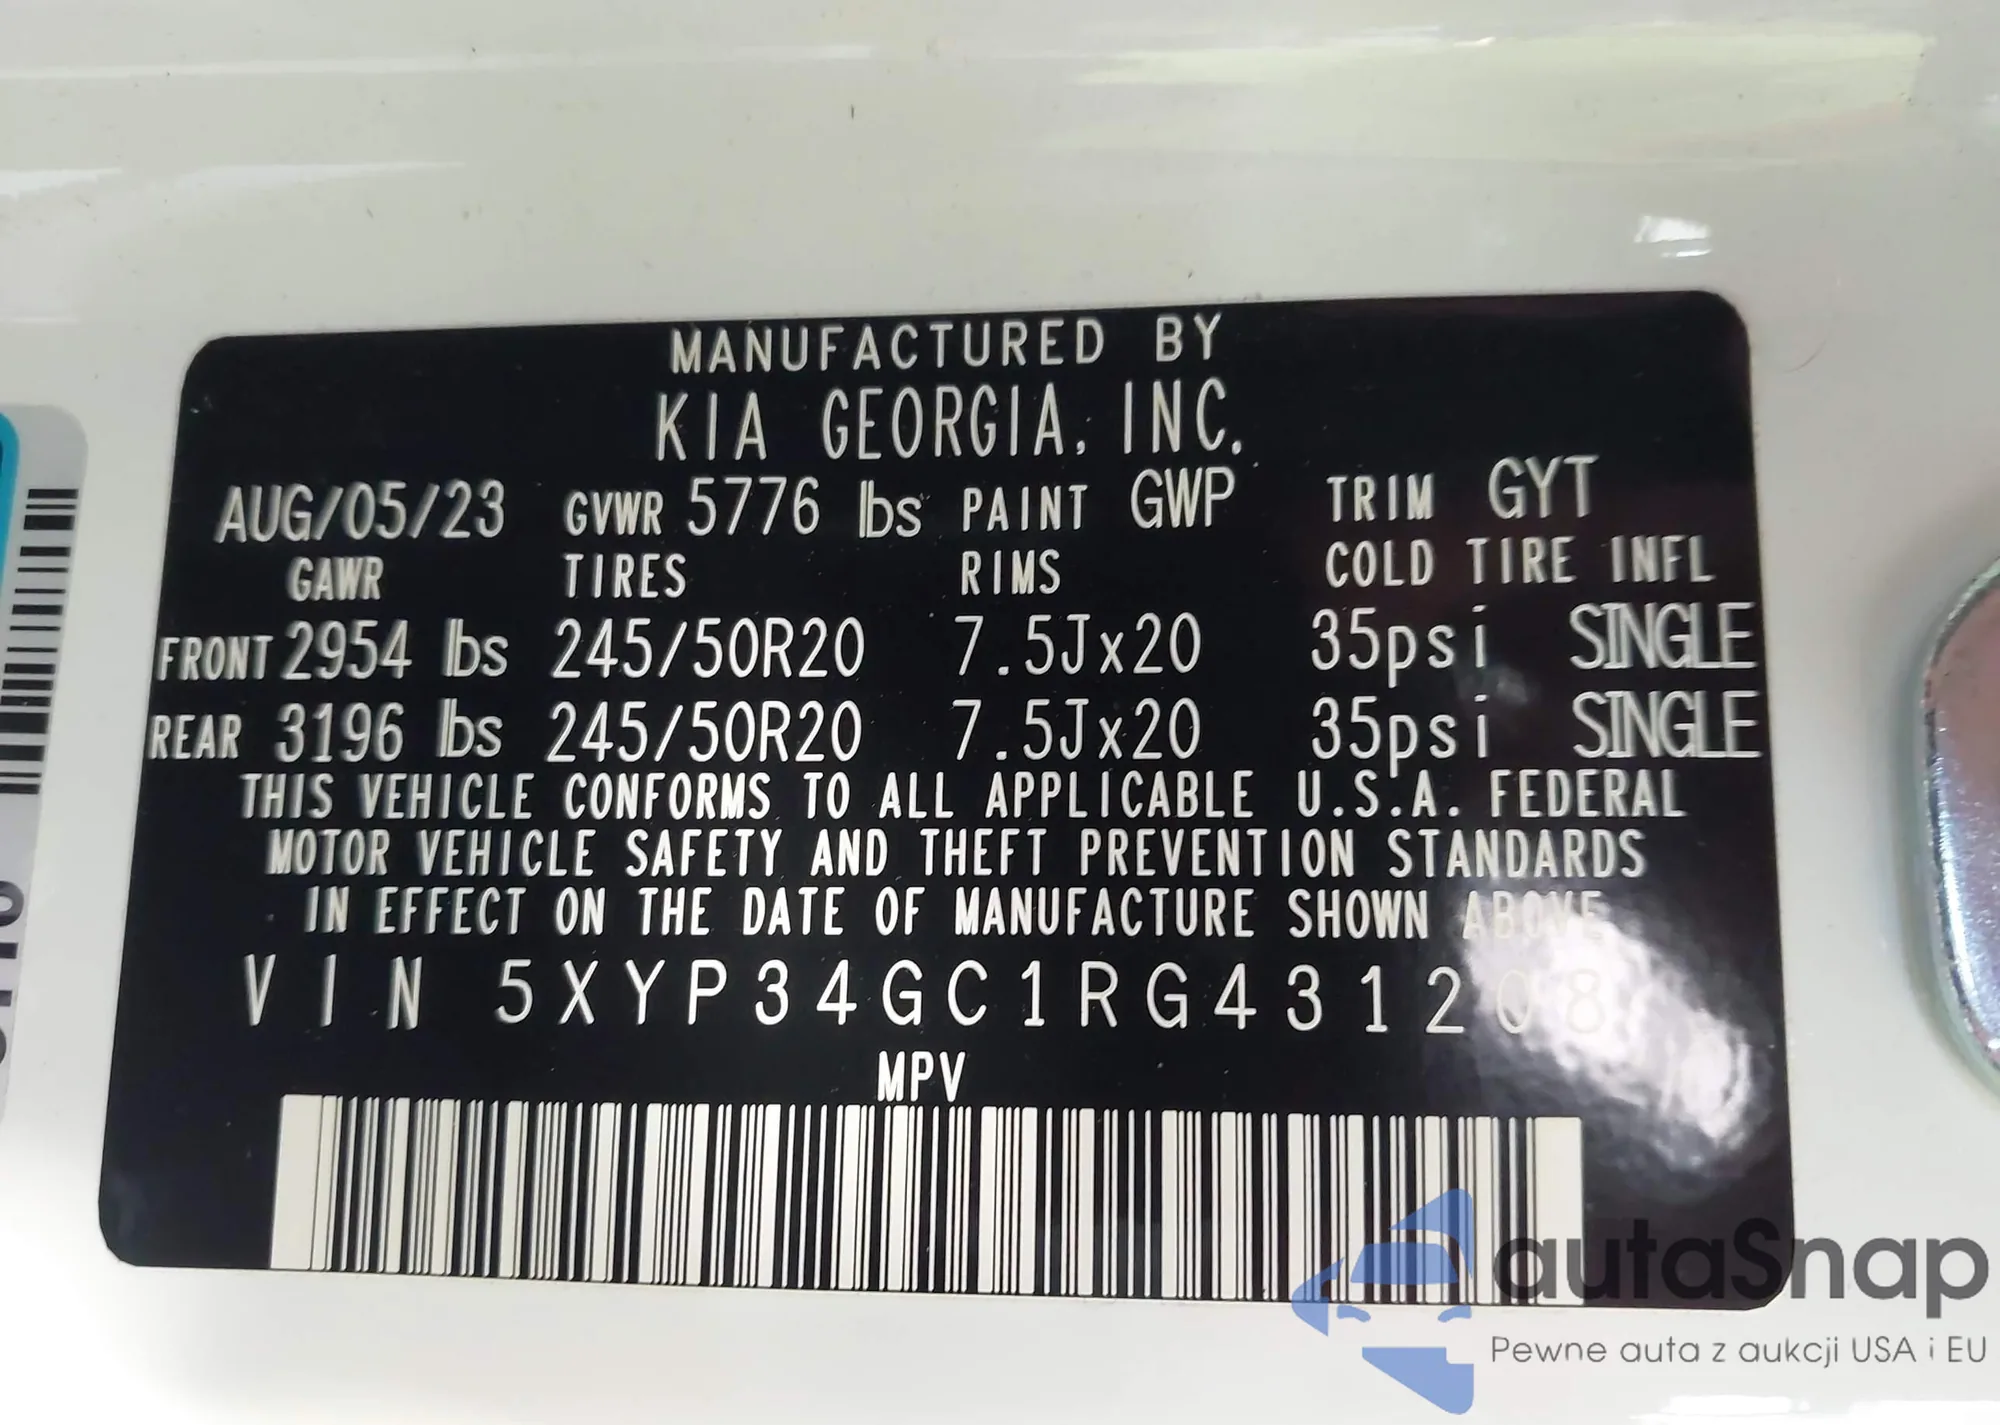 MANUFACTURED BY
KIA GEORGIA, INC.
AUG/05/23 GVWR 5776 lbs PAINT GWP TRIM GYT
GAWR TIRES RIMS COLD TIRE INFL
FRONT 2954 lbs 245/50R20 7.5Jx20 35psi SINGLE
REAR 3196 lbs 245/50R20 7.5Jx20 35psi SINGLE
THIS VEHICLE CONFORMS TO ALL APPLICABLE U.S.A. FEDERAL
MOTOR VEHICLE SAFETY AND THEFT PREVENTION STANDARDS
IN EFFECT ON THE DATE OF MANUFACTURE SHOWN ABOVE
VIN 5XYP34GC1RG431208
MPV
autaSnap
Pewne auta z aukcji USA i EU